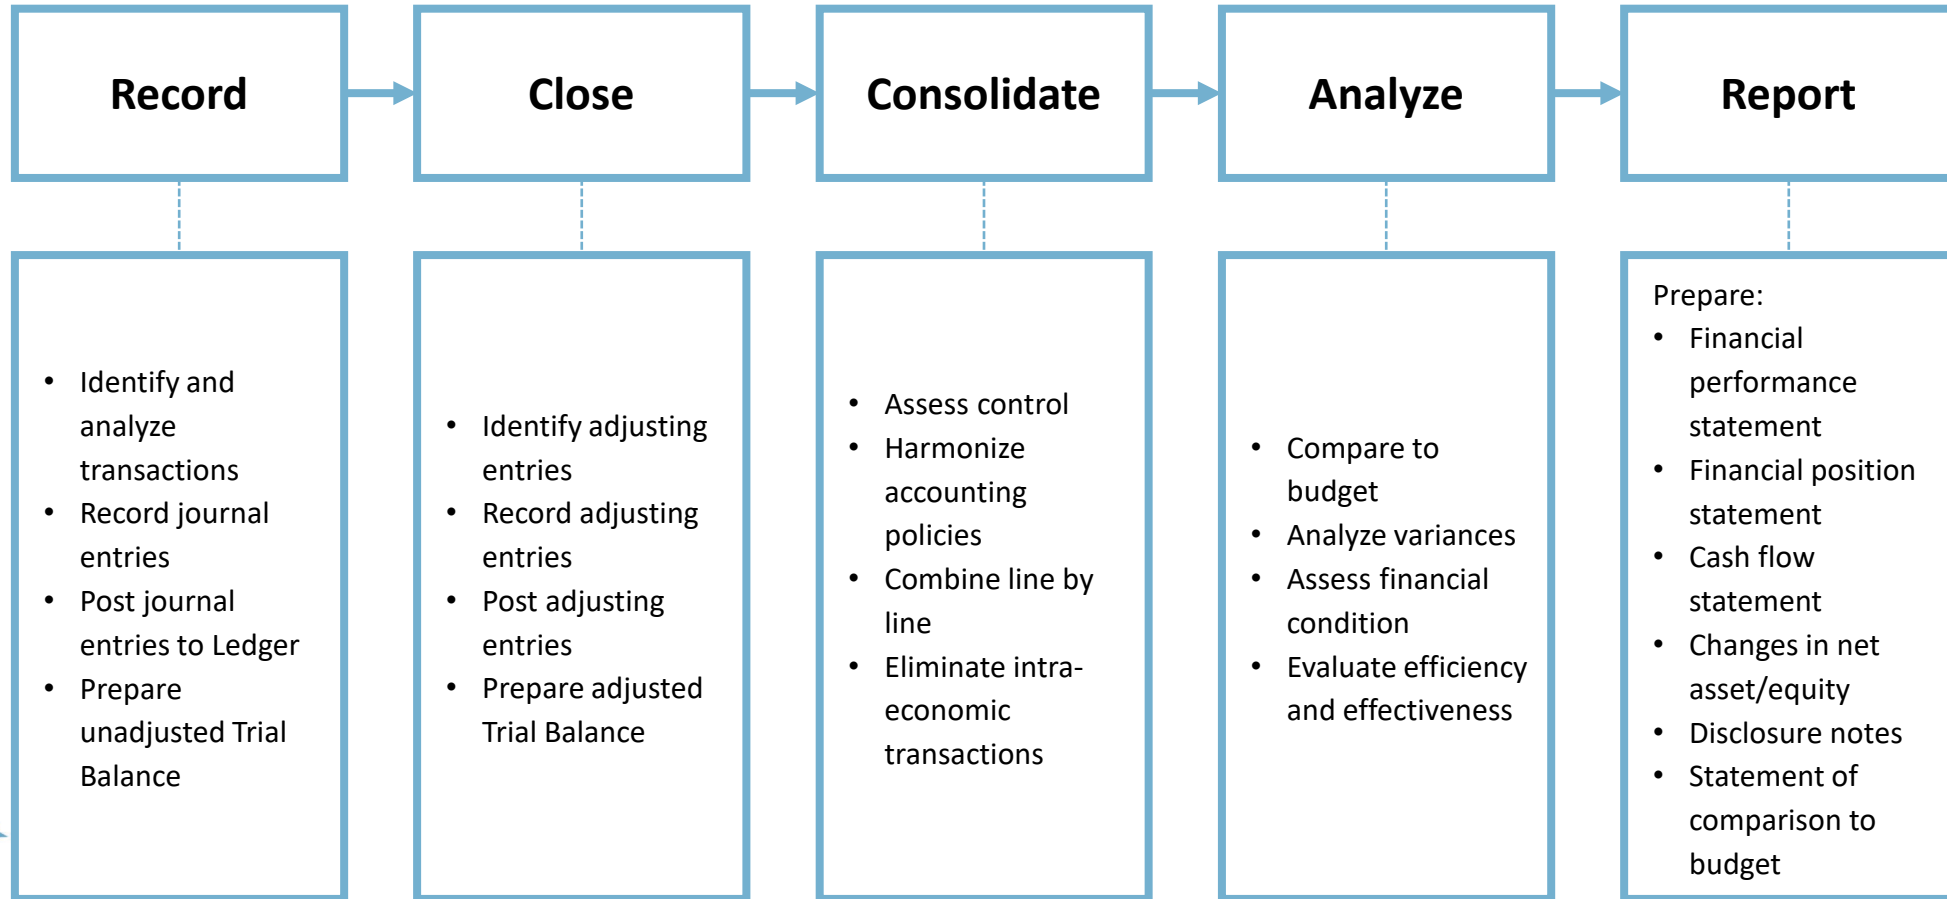 Record
Close
Consolidate
Analyze
Report
• Identify and
analyze
transactions
• Record journal
entries
• Post journal
entries to Ledger
• Prepare
unadjusted Trial
Balance
• Identify adjusting
entries
• Record adjusting
entries
• Post adjusting
entries
• Prepare adjusted
Trial Balance
• Assess control
• Harmonize
accounting
policies
• Combine line by
line
• Eliminate intra-
economic
transactions
• Compare to
budget
• Analyze variances
• Assess financial
condition
• Evaluate efficiency
and effectiveness
Prepare:
• Financial
performance
statement
• Financial position
statement
• Cash flow
statement
• Changes in net
asset/equity
• Disclosure notes
• Statement of
comparison to
budget